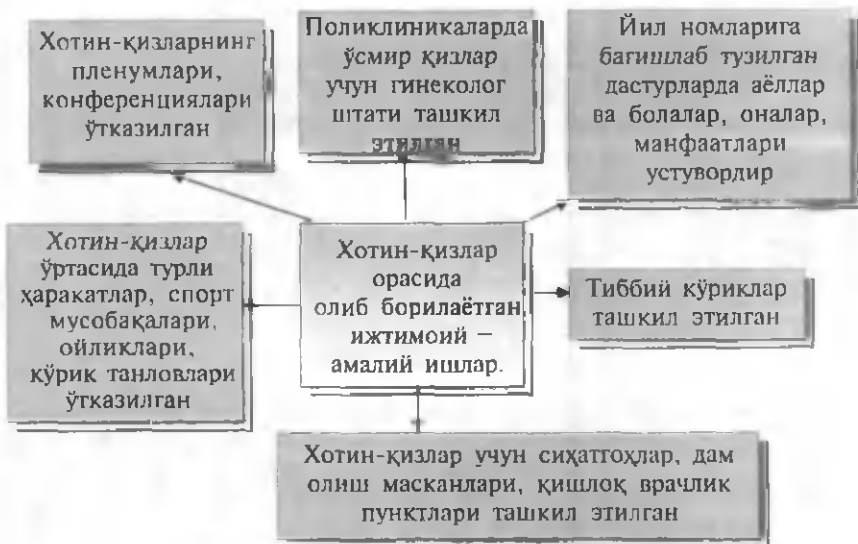 Хотин-қизларнинг
пленумлари,
конференциялари
ўтказилган
Поликлиникаларда
ўсмир қизлар
учун гинеколог
штати ташкил
этилган
Йил номларига
бағишлаб тузилган
дастурларда аёллар
ва болалар, оналар,
манфаатлари
устувордир
Хотин-қизлар
ўртасида турли
ҳаракатлар, спорт
мусобақалари,
ойликлари,
кўрик танловлари
ўтказилган
Хотин-қизлар
орасида
олиб борилаётган
ижтимоий –
амалий ишлар.
Тиббий кўриклар
ташкил этилган
Хотин-қизлар учун сиҳатгоҳлар, дам
олиш масканлари, қишлоқ врачлик
пунктлари ташкил этилган